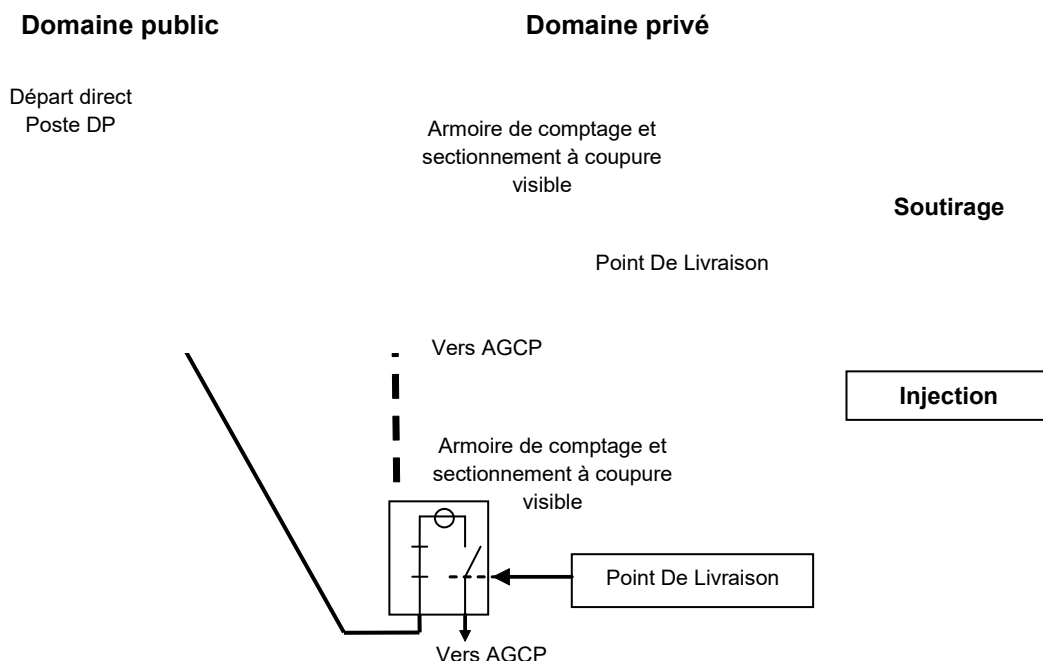 Domaine public
Domaine privé
Départ direct
Poste DP
Armoire de comptage et
sectionnement à coupure
visible
Soutirage
Point De Livraison
Vers AGCP
Injection
Armoire de comptage et
sectionnement à coupure
visible
Point De Livraison
Vers AGCP